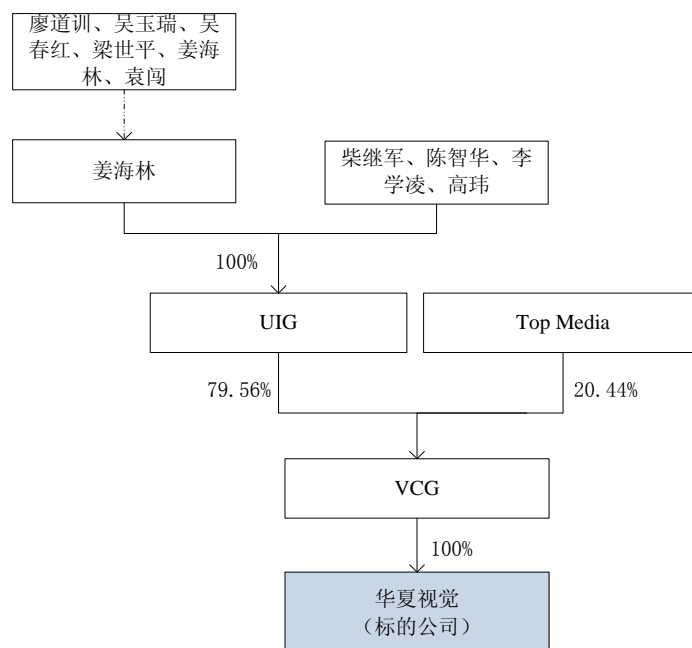 廖道训、吴玉瑞、吴
春红、梁世平、姜海
林、袁闯
姜海林
柴继军、陈智华、李
学凌、高玮
100%
UIG
Top Media
79.56%
20.44%
VCG
100%
华夏视觉
（标的公司）